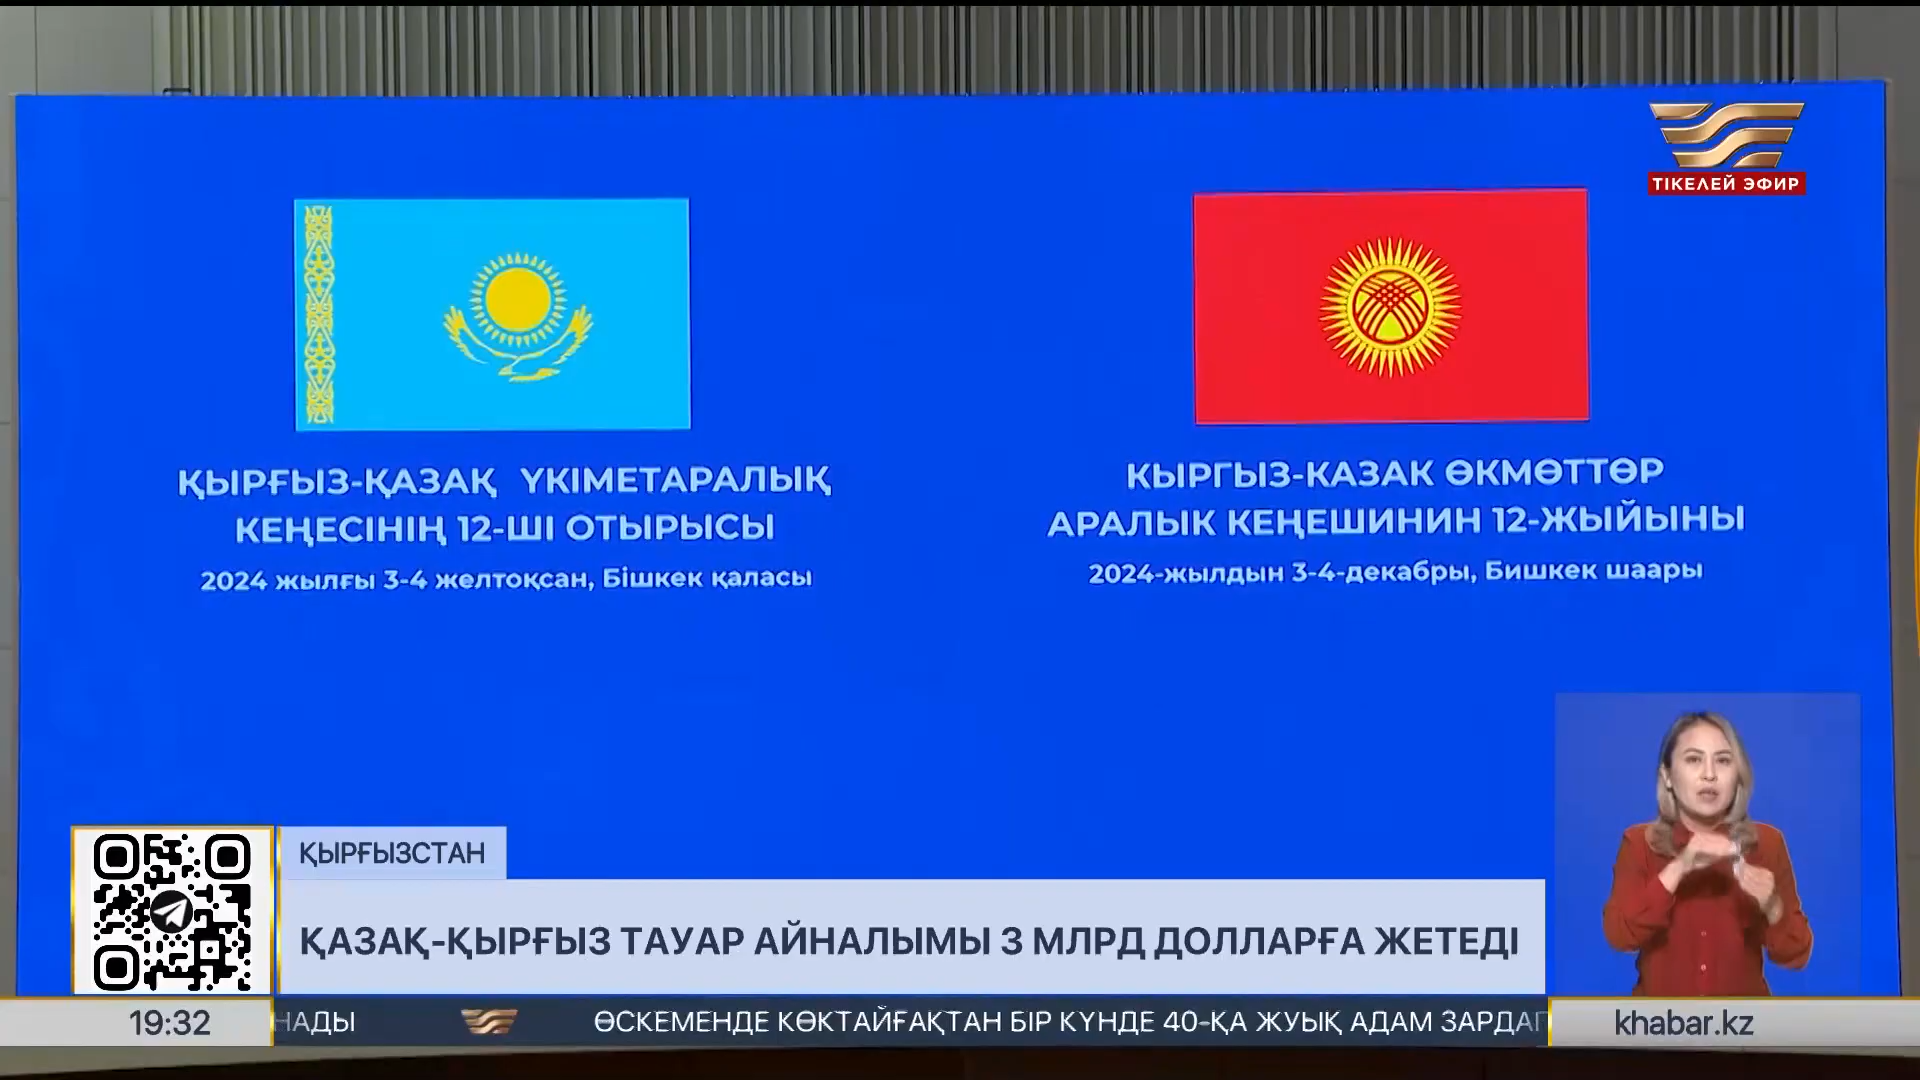 ТІКЕЛЕЙ ЭФИР
ҚЫРҒЫЗ-ҚАЗАҚ ҮКІМЕТАРАЛЫҚ
КЕҢЕСІНІҢ 12-ШІ ОТЫРЫСЫ
2024 жылғы 3-4 желтоқсан, Бішкек қаласы
КЫРГЫЗ-КАЗАК ӨКМӨТТӨР
АРАЛЫК КЕҢЕШИНИН 12-ЖЫЙЫНЫ
2024-жылдын 3-4-декабры, Бишкек шаары
ҚЫРҒЫЗСТАН
ҚАЗАҚ-ҚЫРҒЫЗ ТАУАР АЙНАЛЫМЫ 3 МЛРД ДОЛЛАРҒА ЖЕТЕДІ
19:32
НАДЫ
ӨСКЕМЕНДЕ КӨКТАЙҒАҚТАН БІР КҮНДЕ 40-ҚА ЖУЫҚ АДАМ ЗАРДАП
khabar.kz